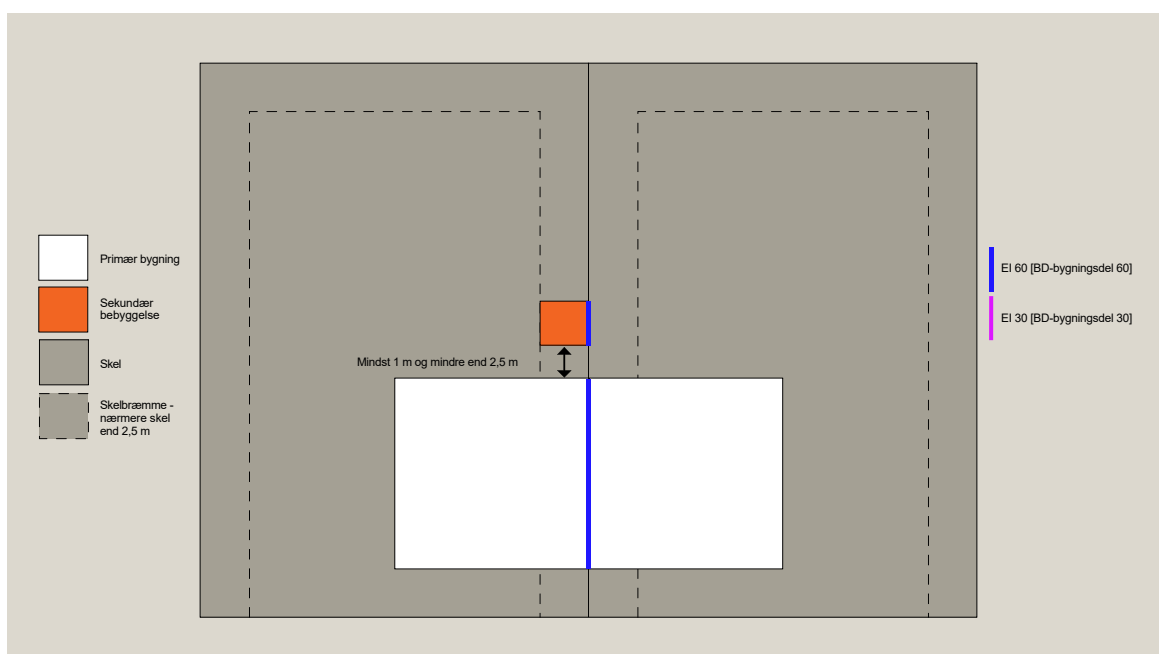 Primær bygning
Sekundær
bebyggelse
Skel
Skelbræmme -
nærmere skel
end 2,5 m
Mindst 1 m og mindre end 2,5 m
EI 60 [BD-bygningsdel 60]
EI 30 [BD-bygningsdel 30]